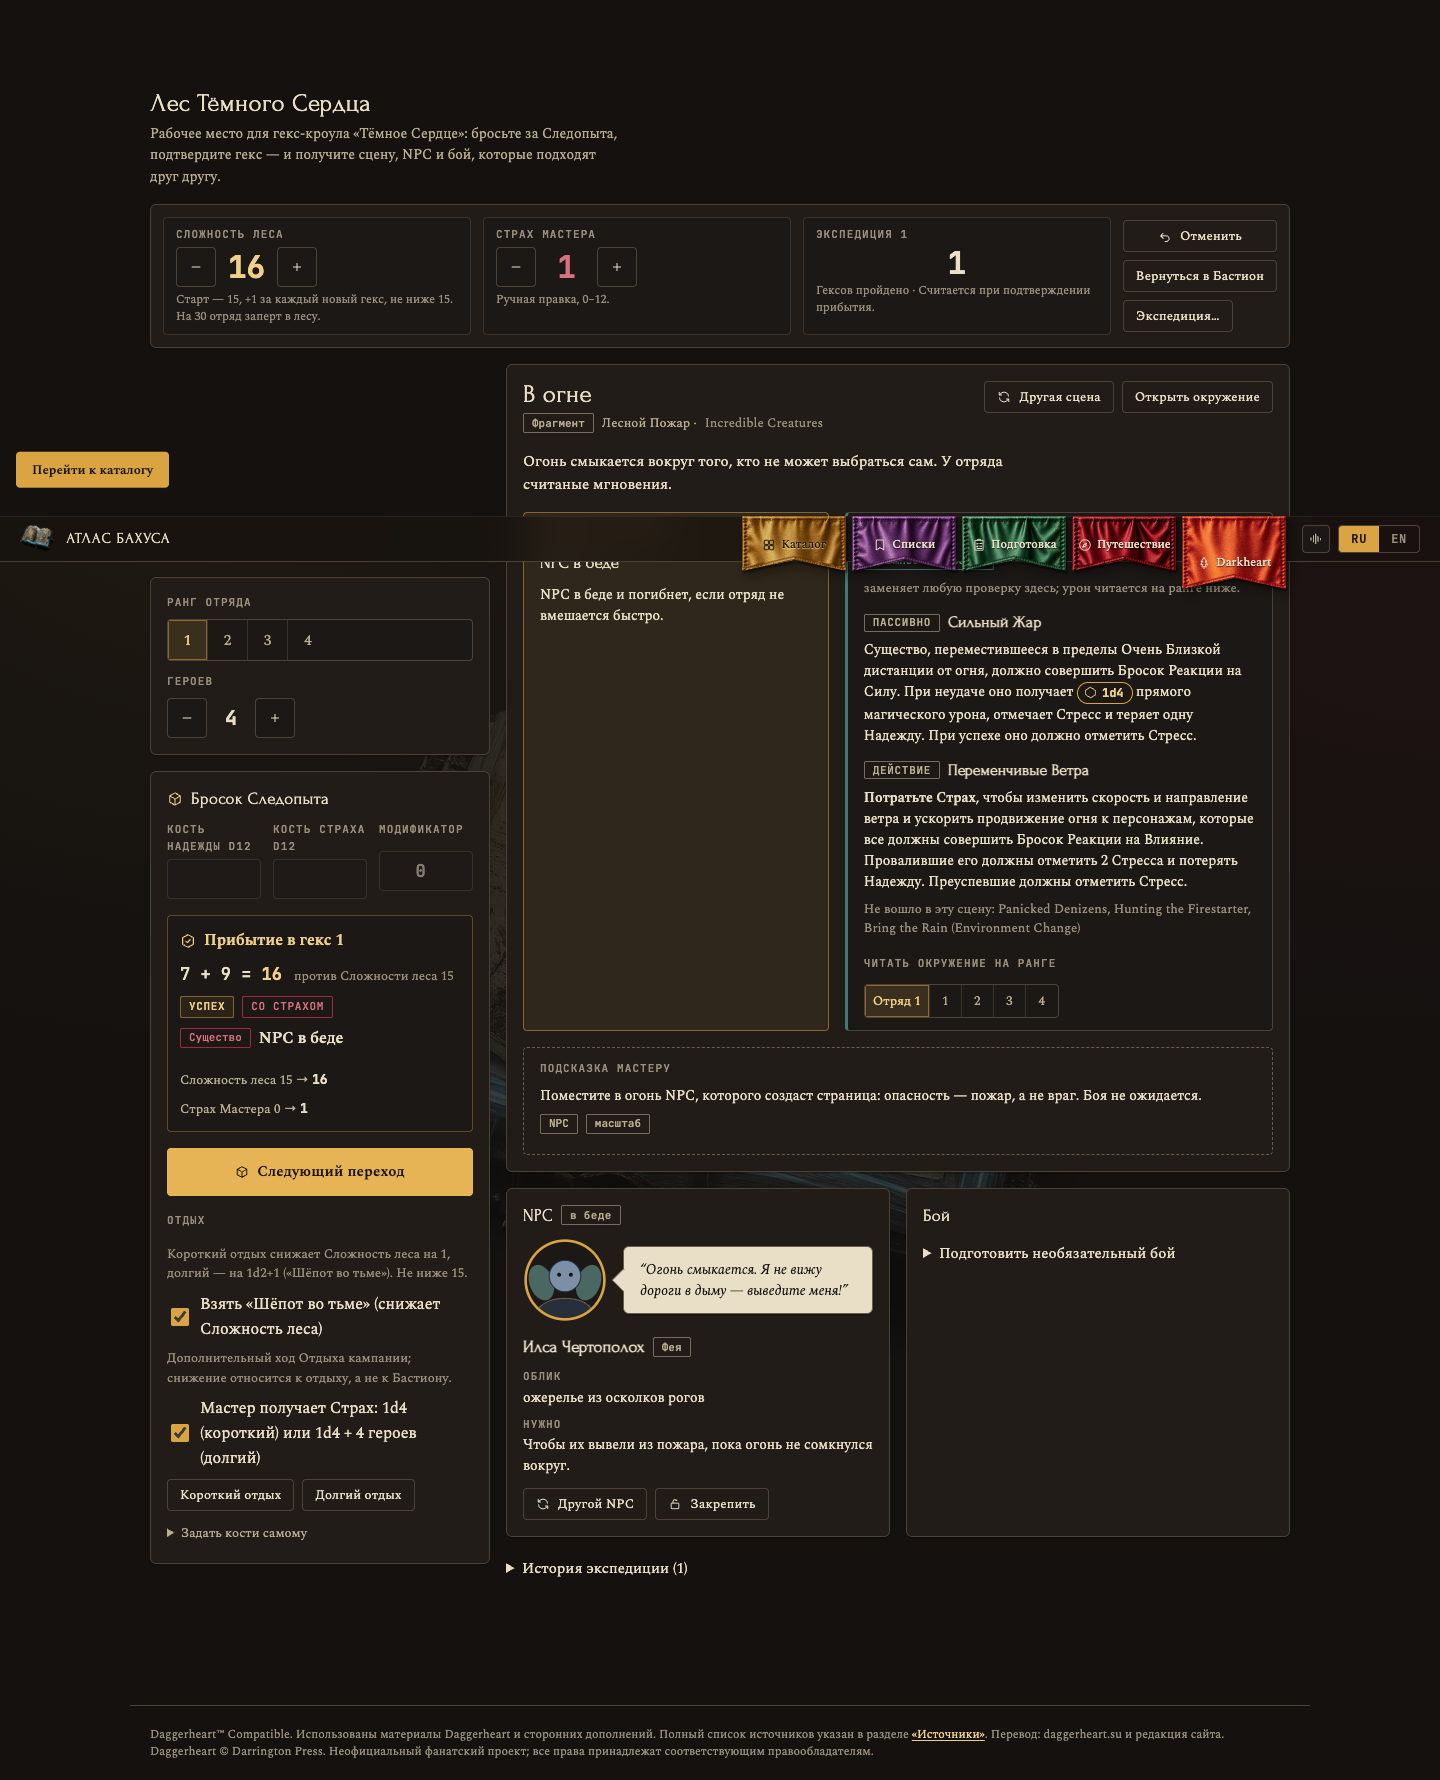 Лес Тёмного Сердца
Рабочее место для гекс-кроула «Тёмное Сердце»: бросьте за Следопыта,
подтвердите гекс — и получите сцену, NPC и бой, которые подходят
друг другу.
СЛОЖНОСТЬ ЛЕСА
− 16 +
Старт — 15, +1 за каждый новый гекс, не ниже 15.
На 30 отряд заперт в лесу.
СТРАХ МАСТЕРА
− 1 +
Ручная правка, 0–12.
ЭКСПЕДИЦИЯ 1
1
Гексов пройдено · Считается при подтверждении
прибытия.
Отменить
Вернуться в Бастион
Экспедиция…
В огне
Фрагмент Лесной Пожар · Incredible Creatures
Другая сцена
Открыть окружение
Огонь смыкается вокруг того, кто не может выбраться сам. У отряда
считаные мгновения.
Перейти к каталогу
АТЛАС БАХУСА
Каталог
Списки
Подготовка
Путешествие
Darkheart
RU EN
NPC в беде
NPC в беде и погибнет, если отряд не
вмешается быстро.
заменяет любую проверку здесь; урон читается на ранге ниже.
ПАССИВНО Сильный Жар
Существо, переместившееся в пределы Очень Близкой
дистанции от огня, должно совершить Бросок Реакции на
Силу. При неудаче оно получает 1d4 прямого
магического урона, отмечает Стресс и теряет одну
Надежду. При успехе оно должно отметить Стресс.
ДЕЙСТВИЕ Переменчивые Ветра
Потратьте Страх, чтобы изменить скорость и направление
ветра и ускорить продвижение огня к персонажам, которые
все должны совершить Бросок Реакции на Влияние.
Провалившие его должны отметить 2 Стресса и потерять
Надежду. Преуспевшие должны отметить Стресс.
Не вошло в эту сцену: Panicked Denizens, Hunting the Firestarter,
Bring the Rain (Environment Change)
ЧИТАТЬ ОКРУЖЕНИЕ НА РАНГЕ
Отряд 1 1 2 3 4
ПОДСКАЗКА МАСТЕРУ
Поместите в огонь NPC, которого создаст страница: опасность — пожар, а не враг. Боя не ожидается.
NPC масштаб
РАНГ ОТРЯДА
1 2 3 4
ГЕРОЕВ
− 4 +
Бросок Следопыта
КОСТЬ
НАДЕЖДЫ D12
КОСТЬ СТРАХА
D12
МОДИФИКАТОР
0
Прибытие в гекс 1
7 + 9 = 16 против Сложности леса 15
УСПЕХ СО СТРАХОМ
Существо NPC в беде
Сложность леса 15 → 16
Страх Мастера 0 → 1
Следующий переход
ОТДЫХ
Короткий отдых снижает Сложность леса на 1,
долгий — на 1d2+1 («Шёпот во тьме»). Не ниже 15.
Взять «Шёпот во тьме» (снижает
Сложность леса)
Дополнительный ход Отдыха кампании;
снижение относится к отдыху, а не к Бастиону.
Мастер получает Страх: 1d4
(короткий) или 1d4 + 4 героев
(долгий)
Короткий отдых
Долгий отдых
Задать кости самому
NPC в беде
“Огонь смыкается. Я не вижу
дороги в дыму — выведите меня!”
Илса Чертополох Фея
ОБЛИК
ожерелье из осколков рогов
НУЖНО
Чтобы их вывели из пожара, пока огонь не сомкнулся
вокруг.
Другой NPC
Закрепить
Бой
Подготовить необязательный бой
История экспедиции (1)
Daggerheart™ Compatible. Использованы материалы Daggerheart и сторонних дополнений. Полный список источников указан в разделе «Источники». Перевод: daggerheart.su и редакция сайта.
Daggerheart © Darrington Press. Неофициальный фанатский проект; все права принадлежат соответствующим правообладателям.